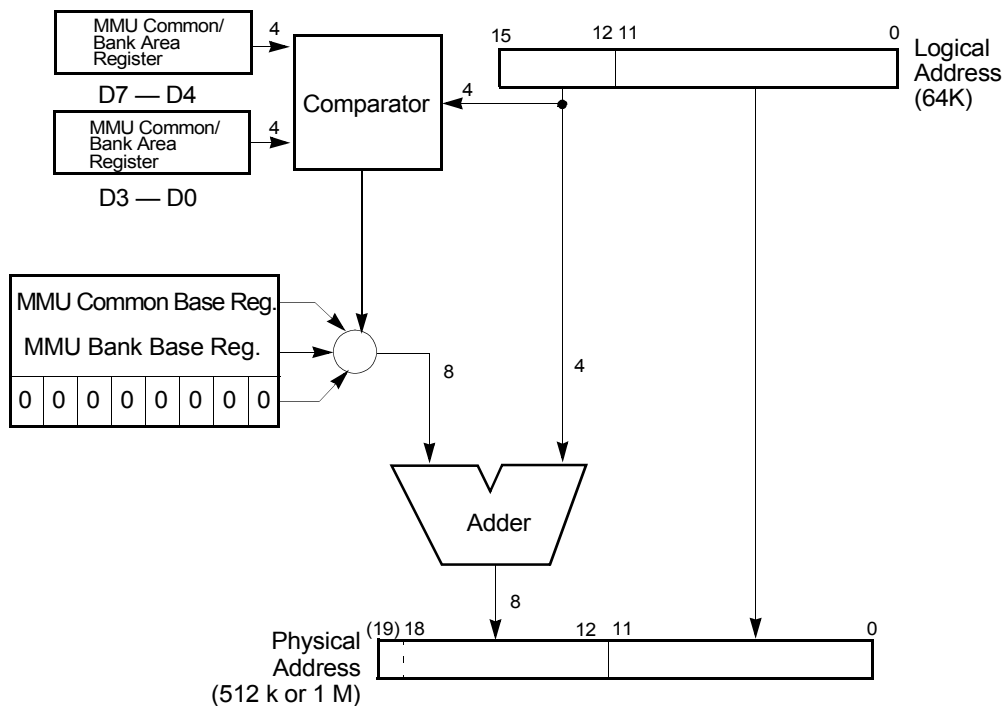 MMU Common/
Bank Area
Register
4
D7 — D4
MMU Common/
Bank Area
Register
4
D3 — D0
Comparator
4
15
12 11
0
Logical
Address
(64K)
MMU Common Base Reg.
MMU Bank Base Reg.
0 0 0 0 0 0 0 0
8
4
Adder
8
Physical
Address
(512 k or 1 M)
(19) 18
12 11
0